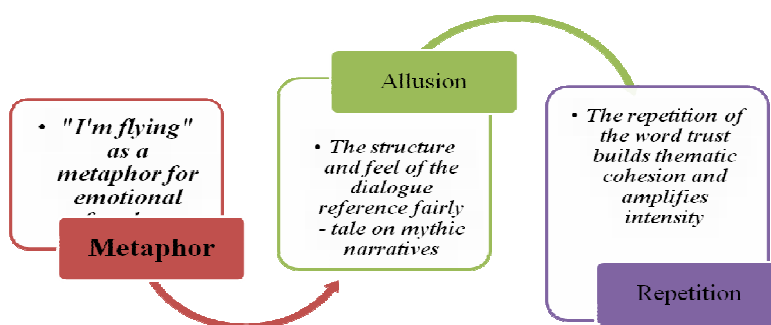 • "I'm flying"
as a
metaphor for
emotional
Metaphor
Allusion
• The structure
and feel of the
dialogue
reference fairly
- tale on mythic
narratives
• The repetition of
the word trust
builds thematic
cohesion and
amplifies
intensity
Repetition